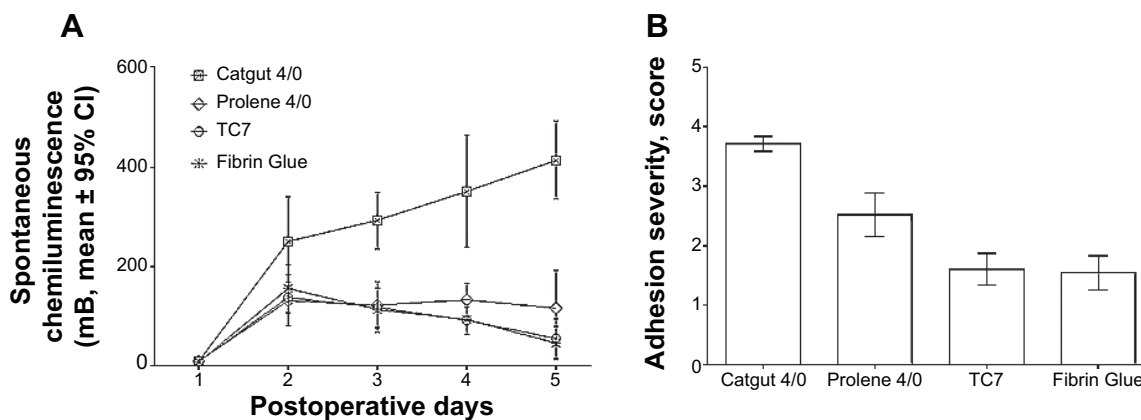 A
Spontaneous
chemiluminescence
(mB, mean ± 95% CI)
600
400
200
0
Catgut 4/0
Prolene 4/0
TC7
Fibrin Glue
1 2 3 4 5
Postoperative days
B
Adhesion severity, score
5
4
3
2
1
0
Catgut 4/0 Prolene 4/0 TC7 Fibrin Glue